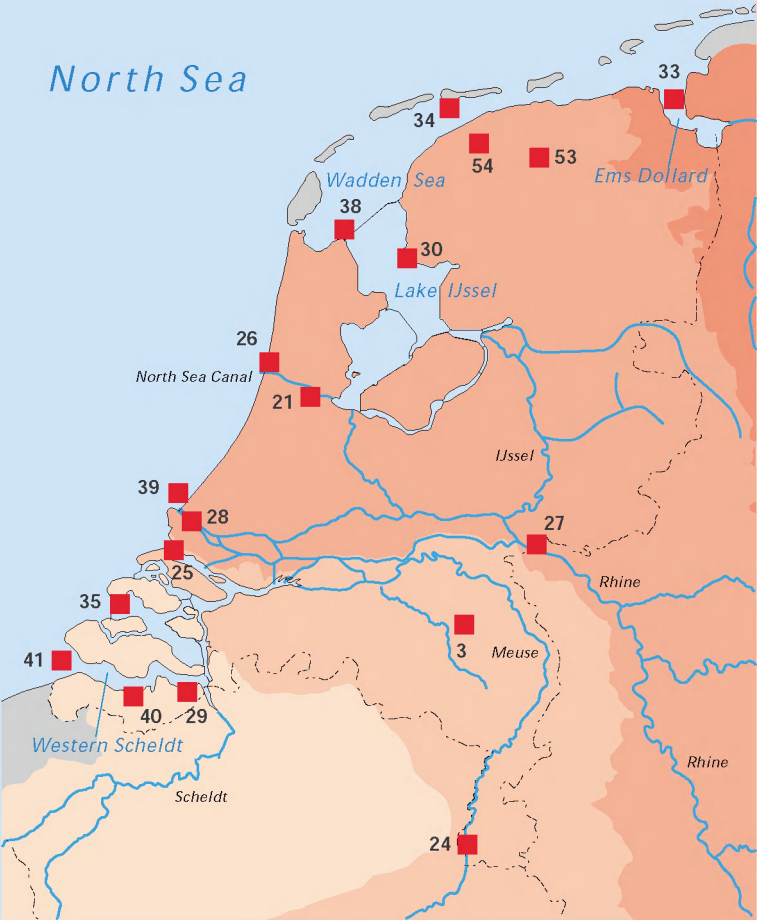 North Sea
33
34
54
53
Ems Dollard
Wadden Sea
38
30
Lake IJssel
26
North Sea Canal
21
IJssel
39
28
27
25
Rhine
35
3
Meuse
41
40
29
Western Scheldt
Rhine
Scheldt
24